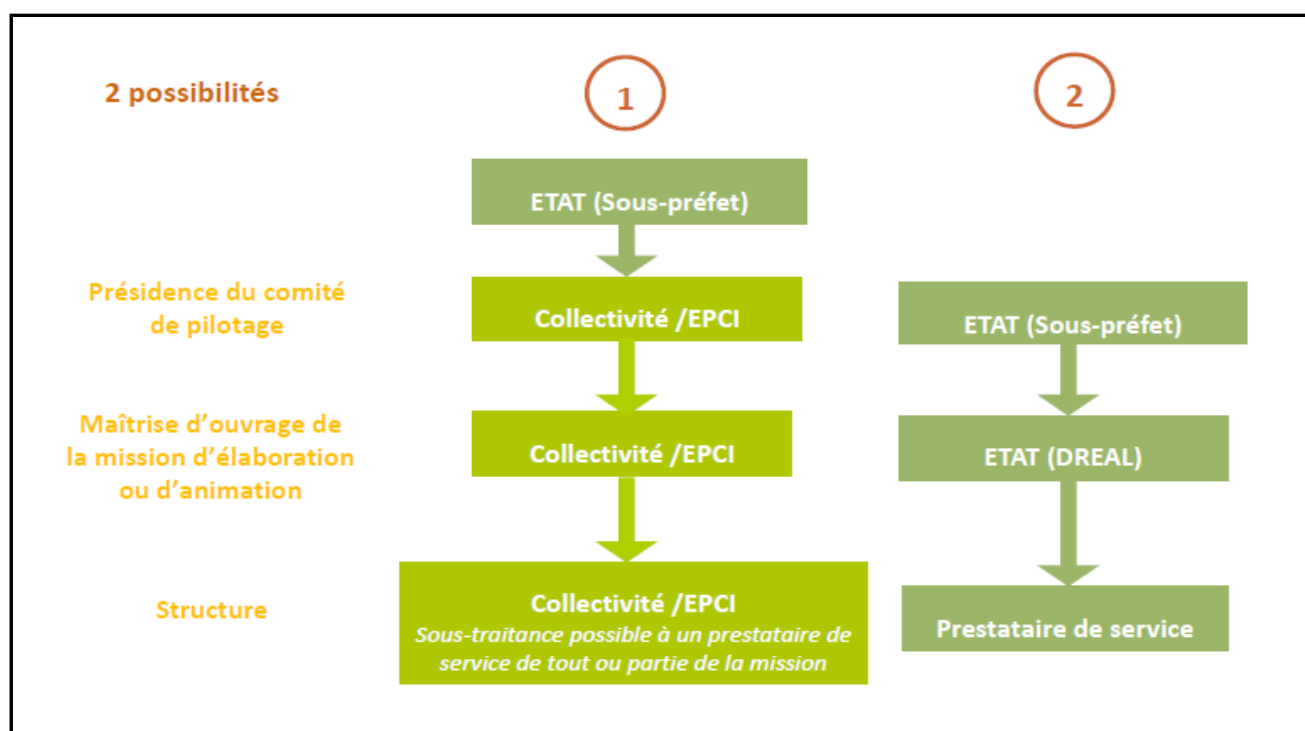 2 possibilités
1
2
ETAT (Sous-préfet)
Présidence du comité
de pilotage
Collectivité /EPCI
ETAT (Sous-préfet)
Maîtrise d’ouvrage de
la mission d’élaboration
ou d’animation
Collectivité /EPCI
ETAT (DREAL)
Structure
Collectivité /EPCI
Sous-traitance possible à un prestataire de
service de tout ou partie de la mission
Prestataire de service